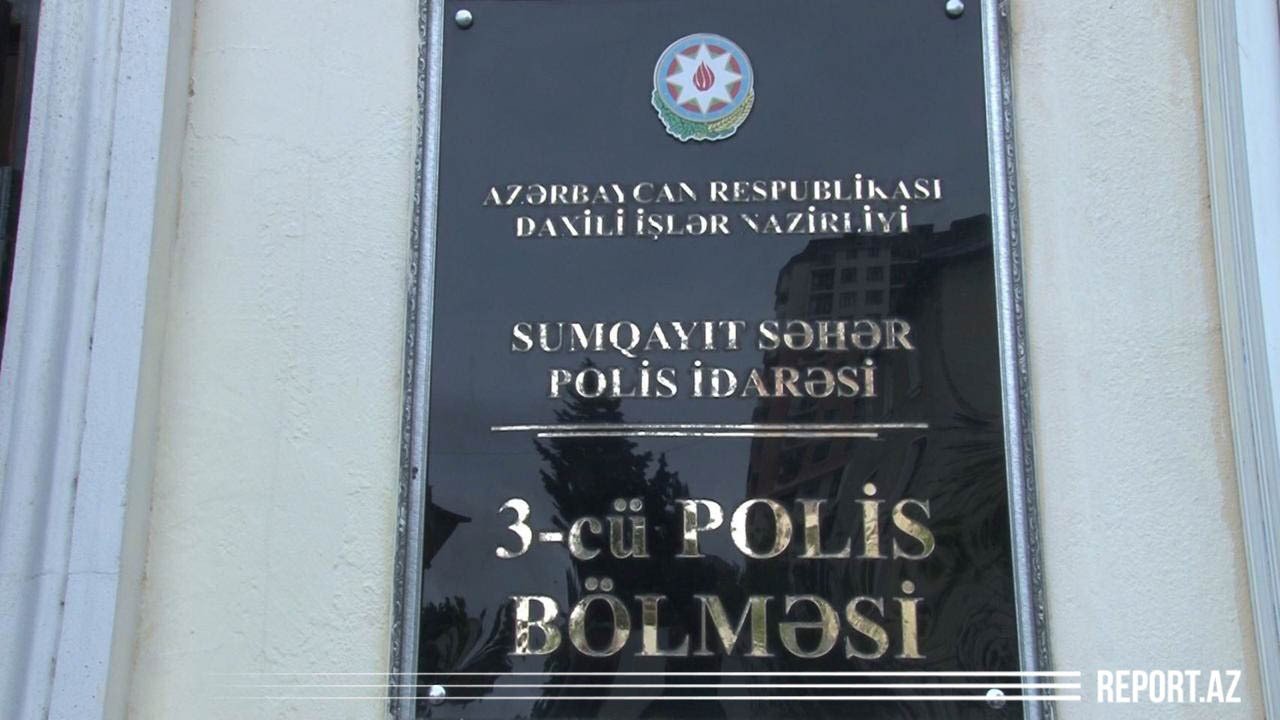 AZƏRBAYCAN RESPUBLİKASI
DAXİLİ İŞLƏR NAZİRLİYİ
SUMQAYIT ŞƏHƏR
POLİS İDARƏSİ
3-cü POLİS
BÖLMƏSİ
REPORT.AZ